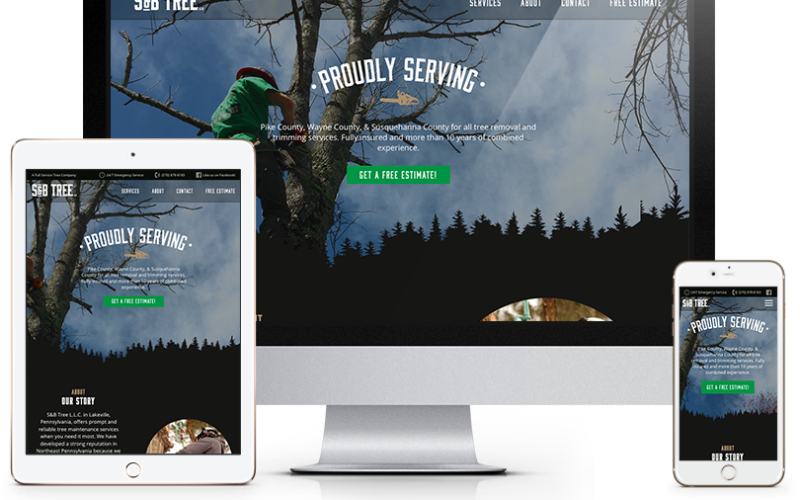 S&B TREE
SERVICES ABOUT CONTACT FREE ESTIMATE
· PROUDLY SERVING ·
Pike County, Wayne County, & Susquehanna County for all tree removal and
trimming services. Fully insured and more than 10 years of combined
experience.
GET A FREE ESTIMATE!
A Full Service Tree Company 24/7 Emergency Service Like us on Facebook!
S&B TREE
SERVICES ABOUT CONTACT FREE ESTIMATE
· PROUDLY SERVING ·
Pike County, Wayne County, & Susquehanna
County for all tree removal and trimming services.
Fully insured and more than 10 years of combined
experience.
GET A FREE ESTIMATE!
ABOUT
OUR STORY
S&B Tree L.L.C. in Lakeville,
Pennsylvania, offers prompt and
reliable tree maintenance services
when you need it most. We have
developed a strong reputation in
Northeast Pennsylvania because we
24/7 Emergency Service
S&B TREE
· PROUDLY SERVING ·
Pike County, Wayne County, &
Susquehanna County for all tree
removal and trimming services. Fully
insured and more than 10 years of
combined experience.
GET A FREE ESTIMATE!
ABOUT
OUR STORY